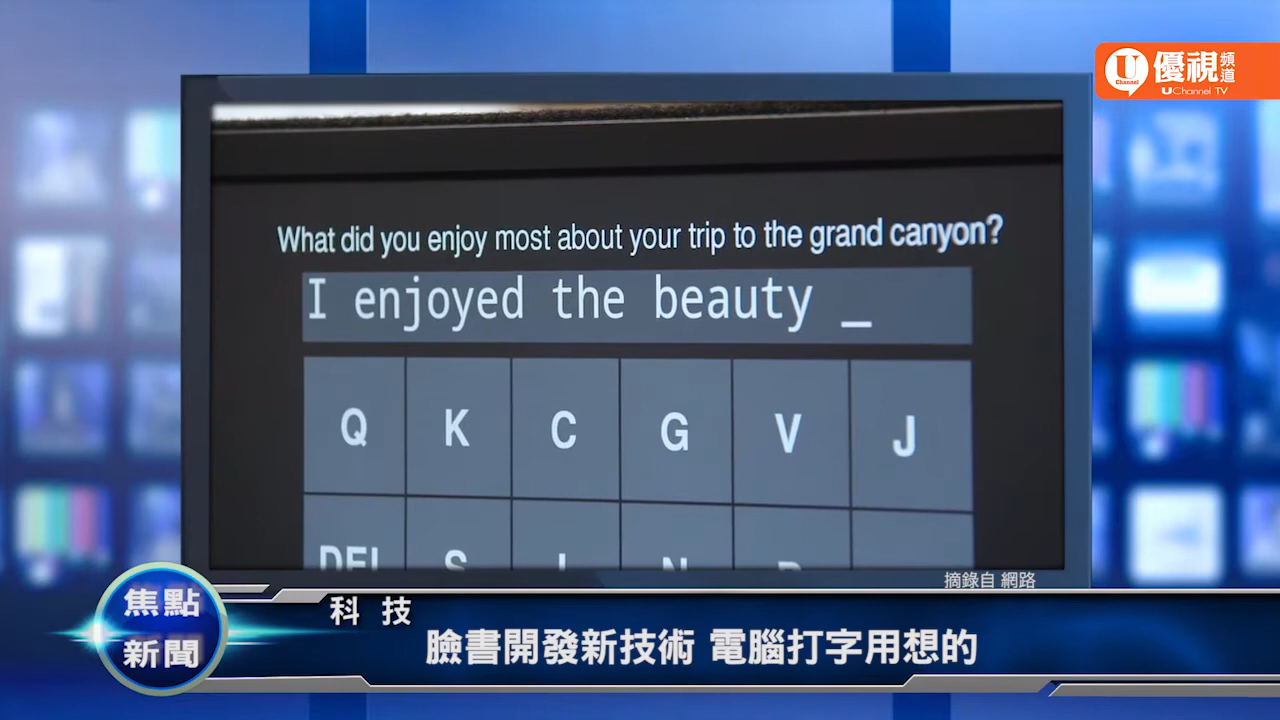 U
Channel
優視
頻道
UChannel TV
What did you enjoy most about your trip to the grand canyon?
I enjoyed the beauty _
Q K C G V J
DEL S
摘錄自 網路
焦點
新聞
科 技
臉書開發新技術 電腦打字用想的